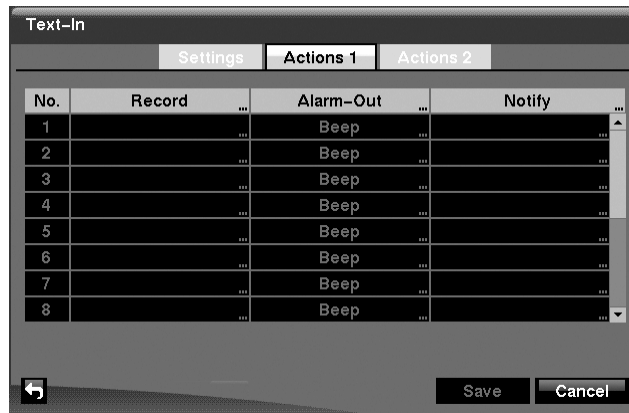 Text-In
Settings Actions 1 Actions 2
No. Record ... Alarm-Out ... Notify ...
1 ... Beep ... ...
2 ... Beep ... ...
3 ... Beep ... ...
4 ... Beep ... ...
5 ... Beep ... ...
6 ... Beep ... ...
7 ... Beep ... ...
8 ... Beep ... ...
Save Cancel